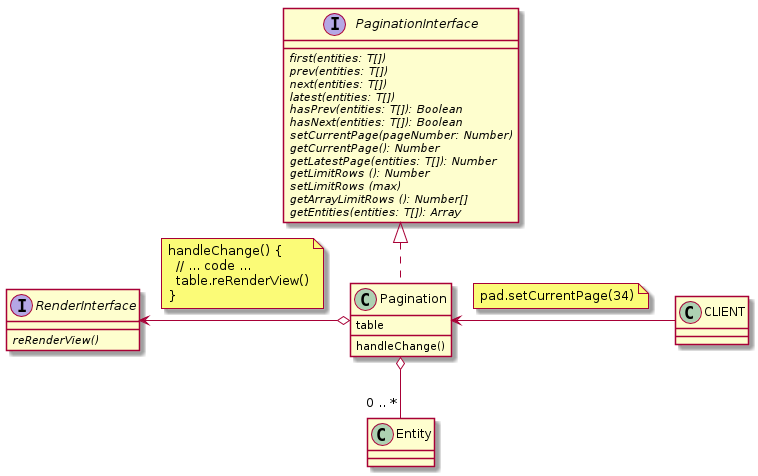 I PaginationInterface
first(entities: T[])
prev(entities: T[])
next(entities: T[])
latest(entities: T[])
hasPrev(entities: T[]): Boolean
hasNext(entities: T[]): Boolean
setCurrentPage(pageNumber: Number)
getCurrentPage(): Number
getLatestPage(entities: T[]): Number
getLimitRows (): Number
setLimitRows (max)
getArrayLimitRows (): Number[]
getEntities(entities: T[]): Array
handleChange() {
// ... code ...
table.reRenderView()
}
I RenderInterface
reRenderView()
C Pagination
table
handleChange()
pad.setCurrentPage(34)
C CLIENT
0 .. *
C Entity